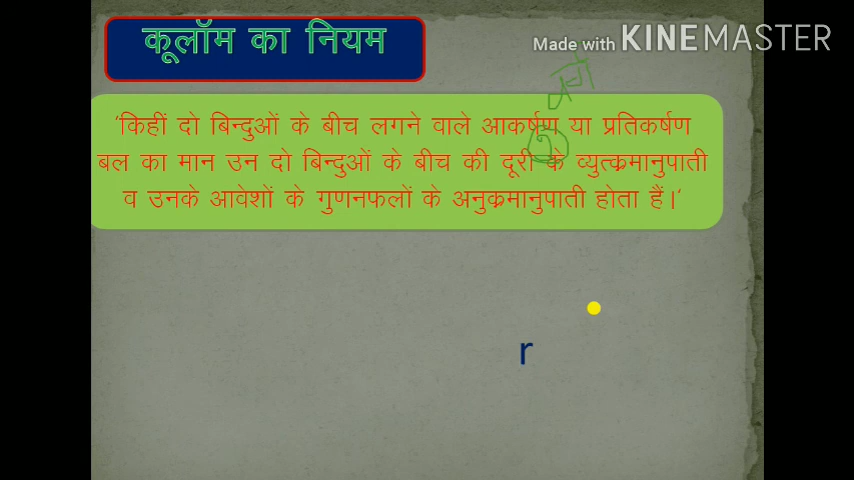 कूलॉम का नियम
Made with KINEMASTER
'किहीं दो बिन्दुओं के बीच लगने वाले आकर्षण या प्रतिकर्षण
बल का मान उन दो बिन्दुओं के बीच की दूरी के व्युत्क्रमानुपाती
व उनके आवेशों के गुणनफलों के अनुक्रमानुपाती होता हैं।'
r